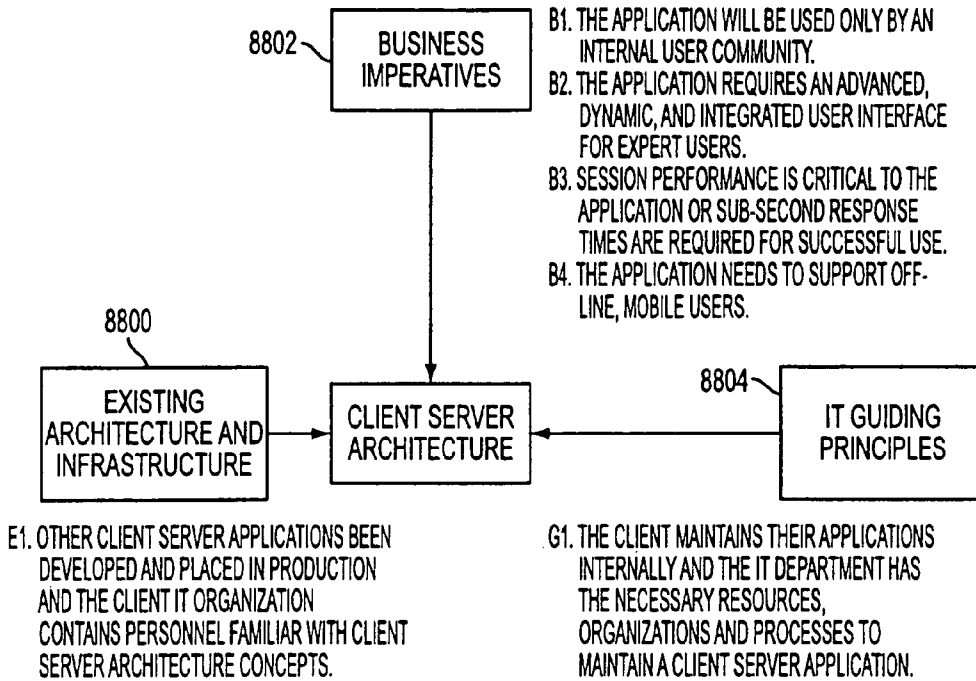 8802
BUSINESS
IMPERATIVES
B1. THE APPLICATION WILL BE USED ONLY BY AN
INTERNAL USER COMMUNITY.
B2. THE APPLICATION REQUIRES AN ADVANCED,
DYNAMIC, AND INTEGRATED USER INTERFACE
FOR EXPERT USERS.
B3. SESSION PERFORMANCE IS CRITICAL TO THE
APPLICATION OR SUB-SECOND RESPONSE
TIMES ARE REQUIRED FOR SUCCESSFUL USE.
B4. THE APPLICATION NEEDS TO SUPPORT OFF-
LINE, MOBILE USERS.
8800
EXISTING
ARCHITECTURE AND
INFRASTRUCTURE
CLIENT SERVER
ARCHITECTURE
8804
IT GUIDING
PRINCIPLES
E1. OTHER CLIENT SERVER APPLICATIONS BEEN
DEVELOPED AND PLACED IN PRODUCTION
AND THE CLIENT IT ORGANIZATION
CONTAINS PERSONNEL FAMILIAR WITH CLIENT
SERVER ARCHITECTURE CONCEPTS.
G1. THE CLIENT MAINTAINS THEIR APPLICATIONS
INTERNALLY AND THE IT DEPARTMENT HAS
THE NECESSARY RESOURCES,
ORGANIZATIONS AND PROCESSES TO
MAINTAIN A CLIENT SERVER APPLICATION.